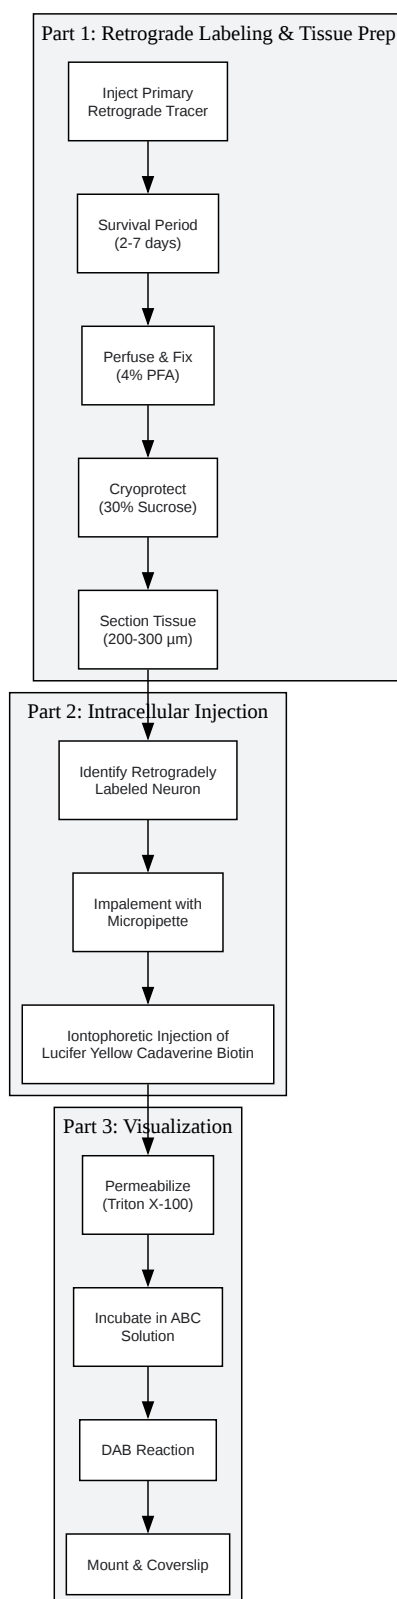 Part 1: Retrograde Labeling & Tissue Prep
Inject Primary
Retrograde Tracer
Survival Period
(2-7 days)
Perfuse & Fix
(4% PFA)
Cryoprotect
(30% Sucrose)
Section Tissue
(200-300 µm)
Part 2: Intracellular Injection
Identify Retrogradely
Labeled Neuron
Impalement with
Micropipette
Iontophoretic Injection of
Lucifer Yellow Cadaverine Biotin
Part 3: Visualization
Permeabilize
(Triton X-100)
Incubate in ABC
Solution
DAB Reaction
Mount & Coverslip